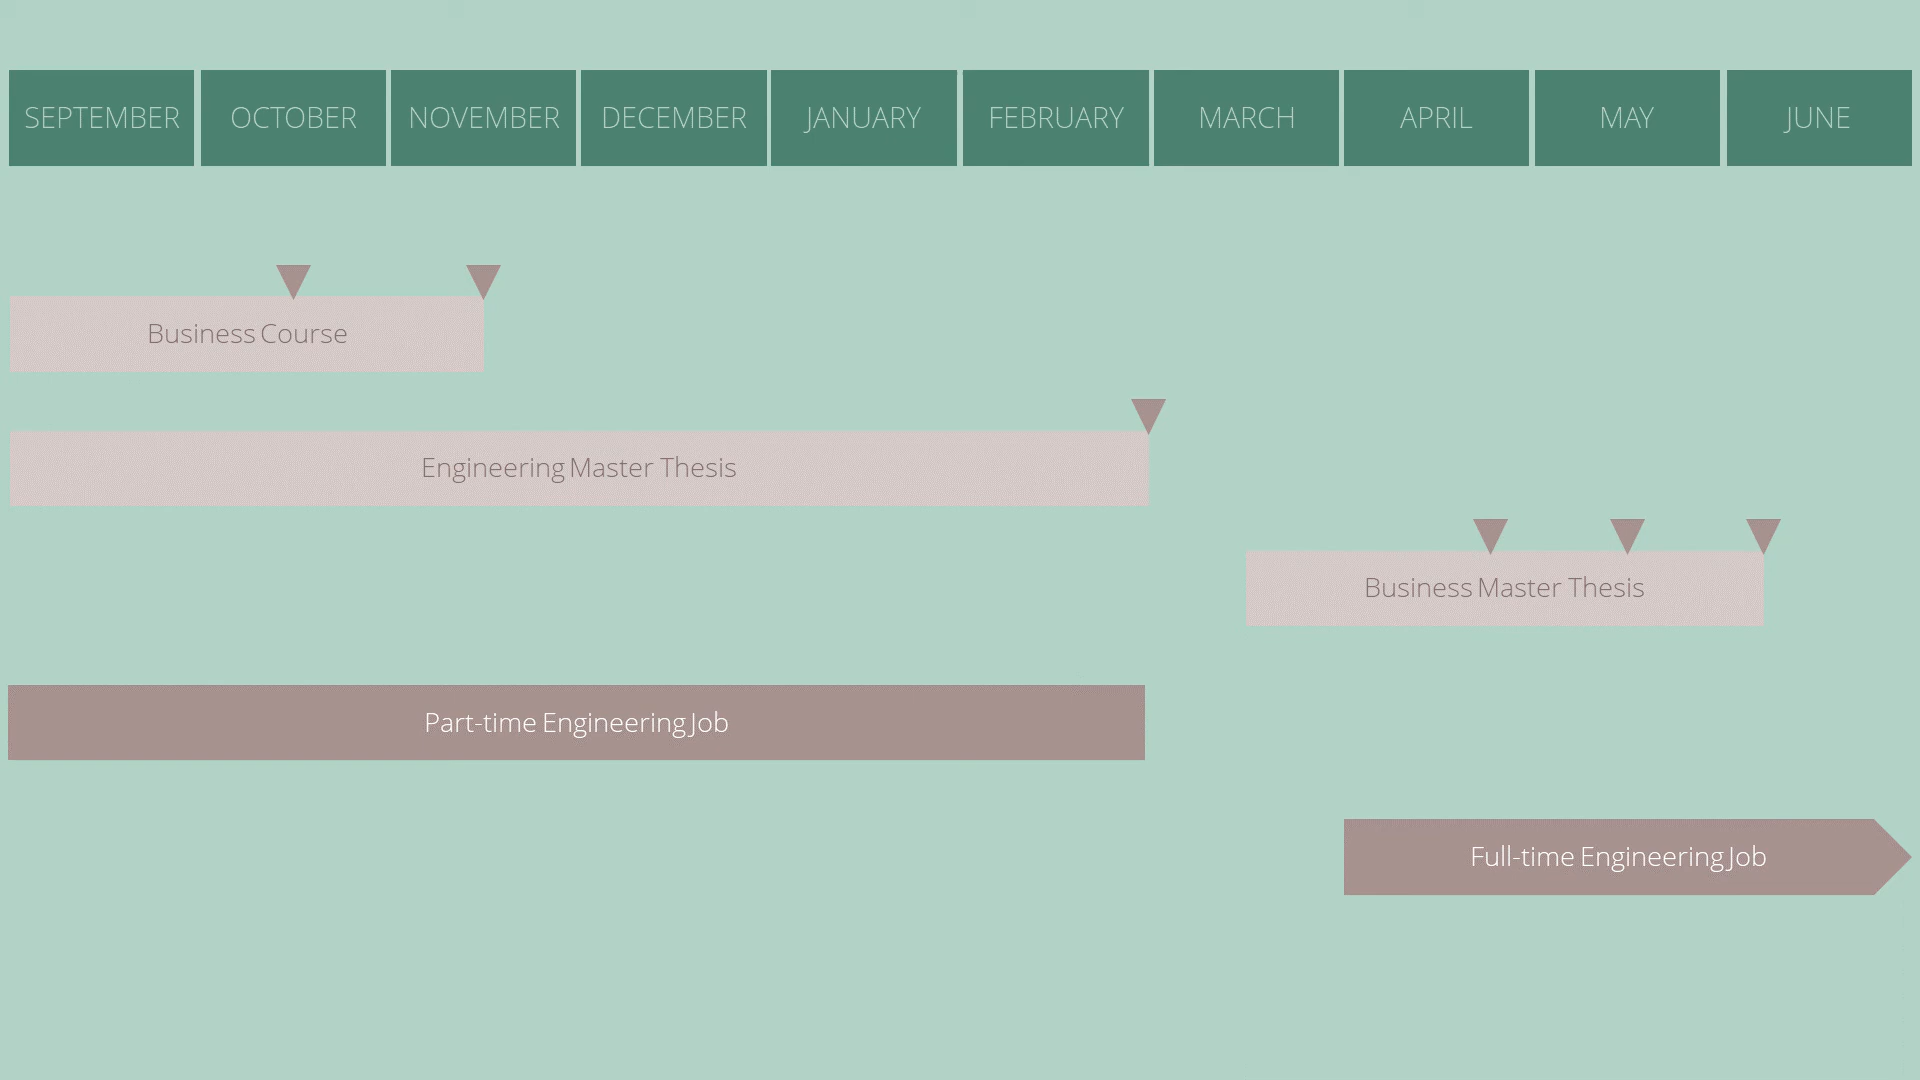 SEPTEMBER OCTOBER NOVEMBER DECEMBER JANUARY FEBRUARY MARCH APRIL MAY JUNE
Business Course
Engineering Master Thesis
Business Master Thesis
Part-time Engineering Job
Full-time Engineering Job